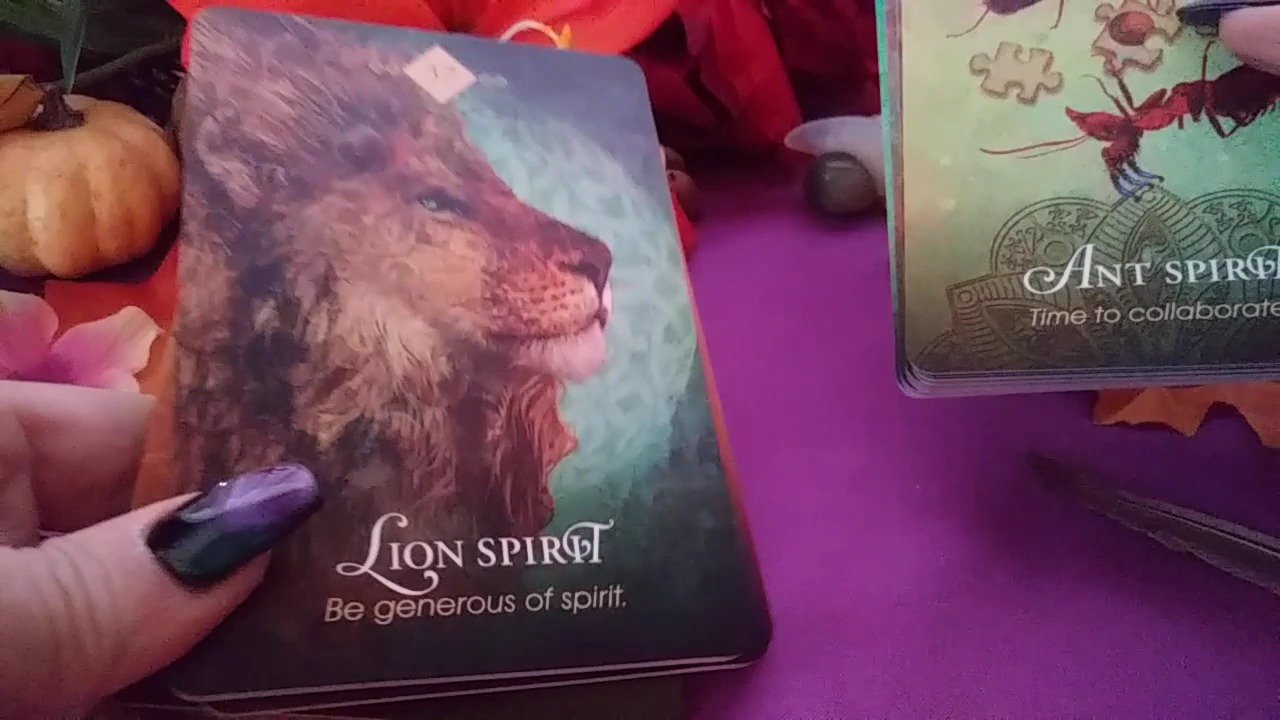 LION SPIRIT
Be generous of spirit.
ANT SPIRIT
Time to collaborate